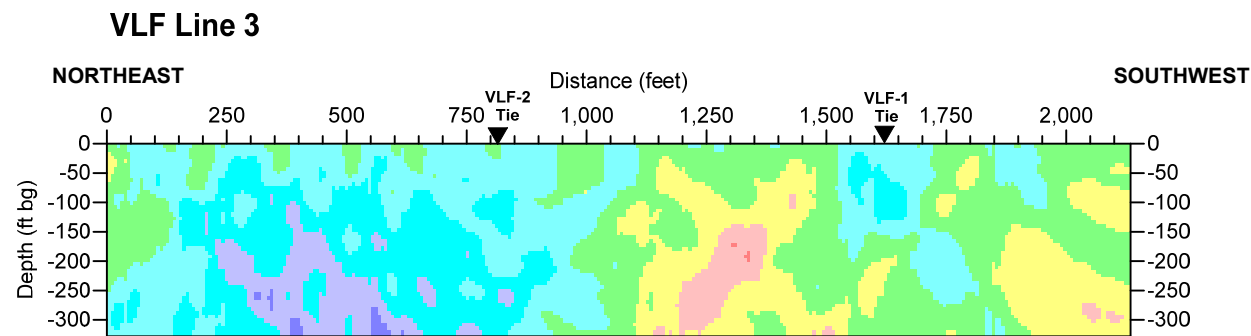 VLF Line 3
NORTHEAST
Distance (feet)
SOUTHWEST
VLF-2
Tie
VLF-1
Tie
0 250 500 750 1,000 1,250 1,500 1,750 2,000
Depth (ft bg)
0 0
-50 -50
-100 -100
-150 -150
-200 -200
-250 -250
-300 -300